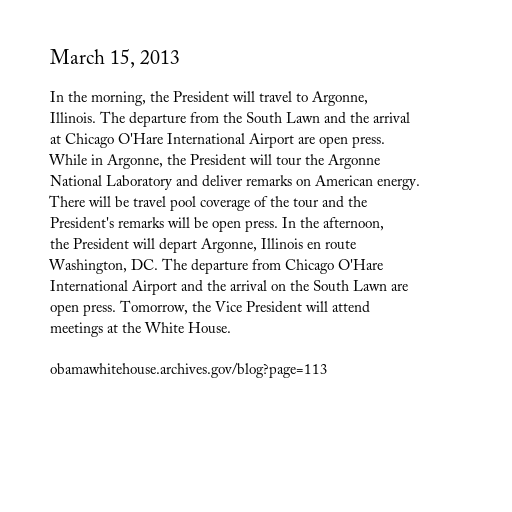 March 15, 2013
In the morning, the President will travel to Argonne,
Illinois. The departure from the South Lawn and the arrival
at Chicago O'Hare International Airport are open press.
While in Argonne, the President will tour the Argonne
National Laboratory and deliver remarks on American energy.
There will be travel pool coverage of the tour and the
President's remarks will be open press. In the afternoon,
the President will depart Argonne, Illinois en route
Washington, DC. The departure from Chicago O'Hare
International Airport and the arrival on the South Lawn are
open press. Tomorrow, the Vice President will attend
meetings at the White House.
obamawhitehouse.archives.gov/blog?page=113